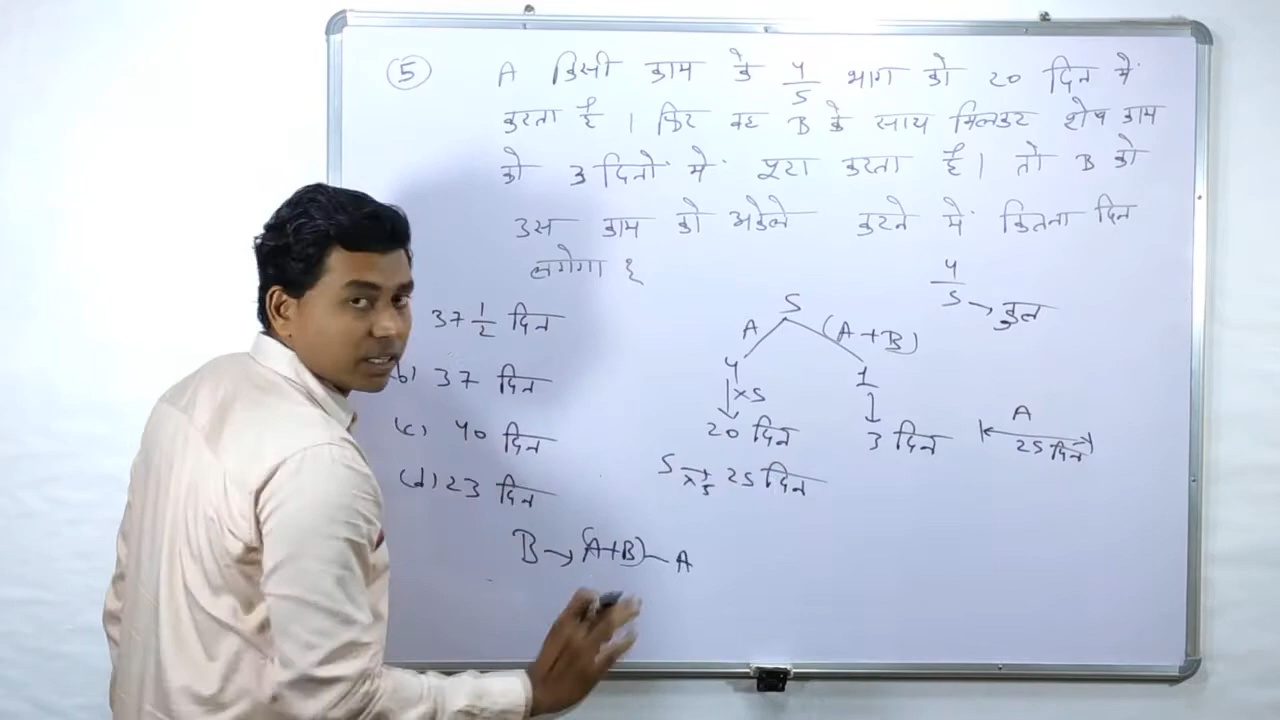 5 A किसी काम के 4/5 भाग को 20 दिन में
करता है । फिर वह B के साथ मिलकर शेष काम
को 3 दिनों में पूरा करता है । तो B को
उस काम को अकेले करने में कितना दिन
लगेगा ?
37 1/2 दिन
b) 37 दिन
(c) 40 दिन
(d) 23 दिन
4/5 → कुल
5
A (A+B)
4 1
×5
20 दिन 3 दिन
5 ×5→ 25 दिन
A
25 दिन
B → (A+B) - A